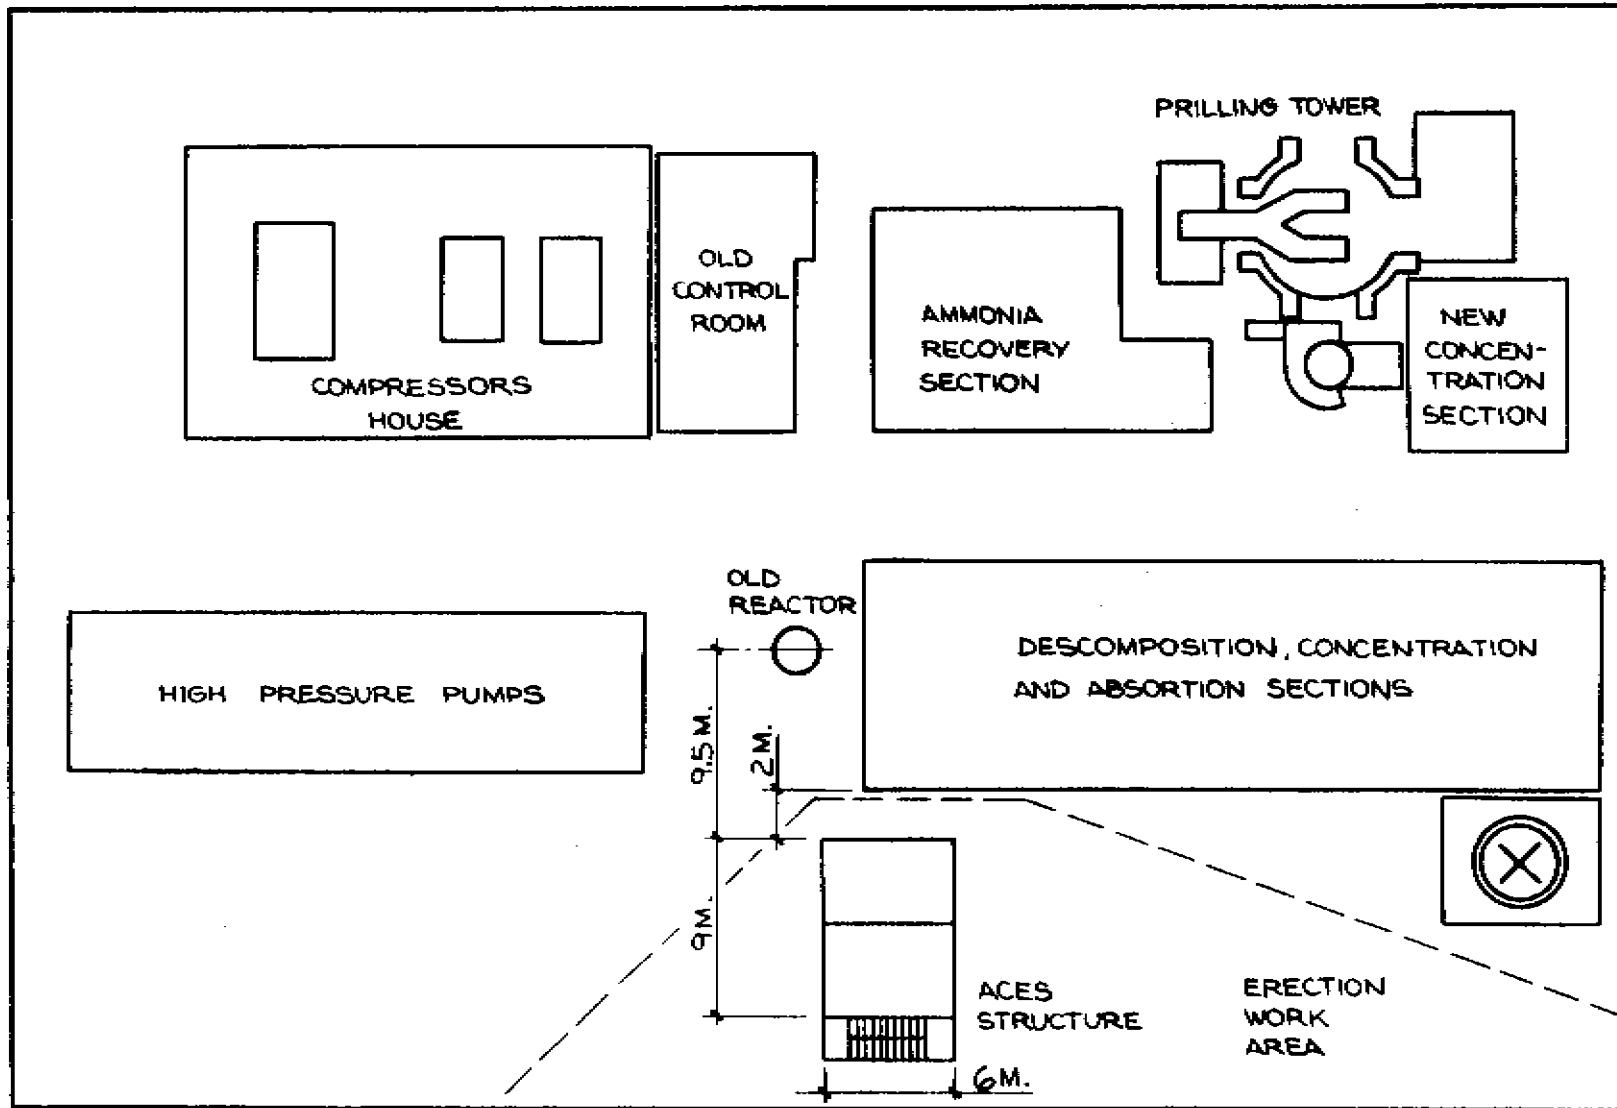 PRILLING TOWER
OLD
CONTROL
ROOM
COMPRESSORS
HOUSE
AMMONIA
RECOVERY
SECTION
NEW
CONCEN-
TRATION
SECTION
OLD
REACTOR
HIGH PRESSURE PUMPS
DESCOMPOSITION, CONCENTRATION
AND ABSORTION SECTIONS
9.5 M.
2 M.
9 M.
ACES
STRUCTURE
ERECTION
WORK
AREA
6 M.